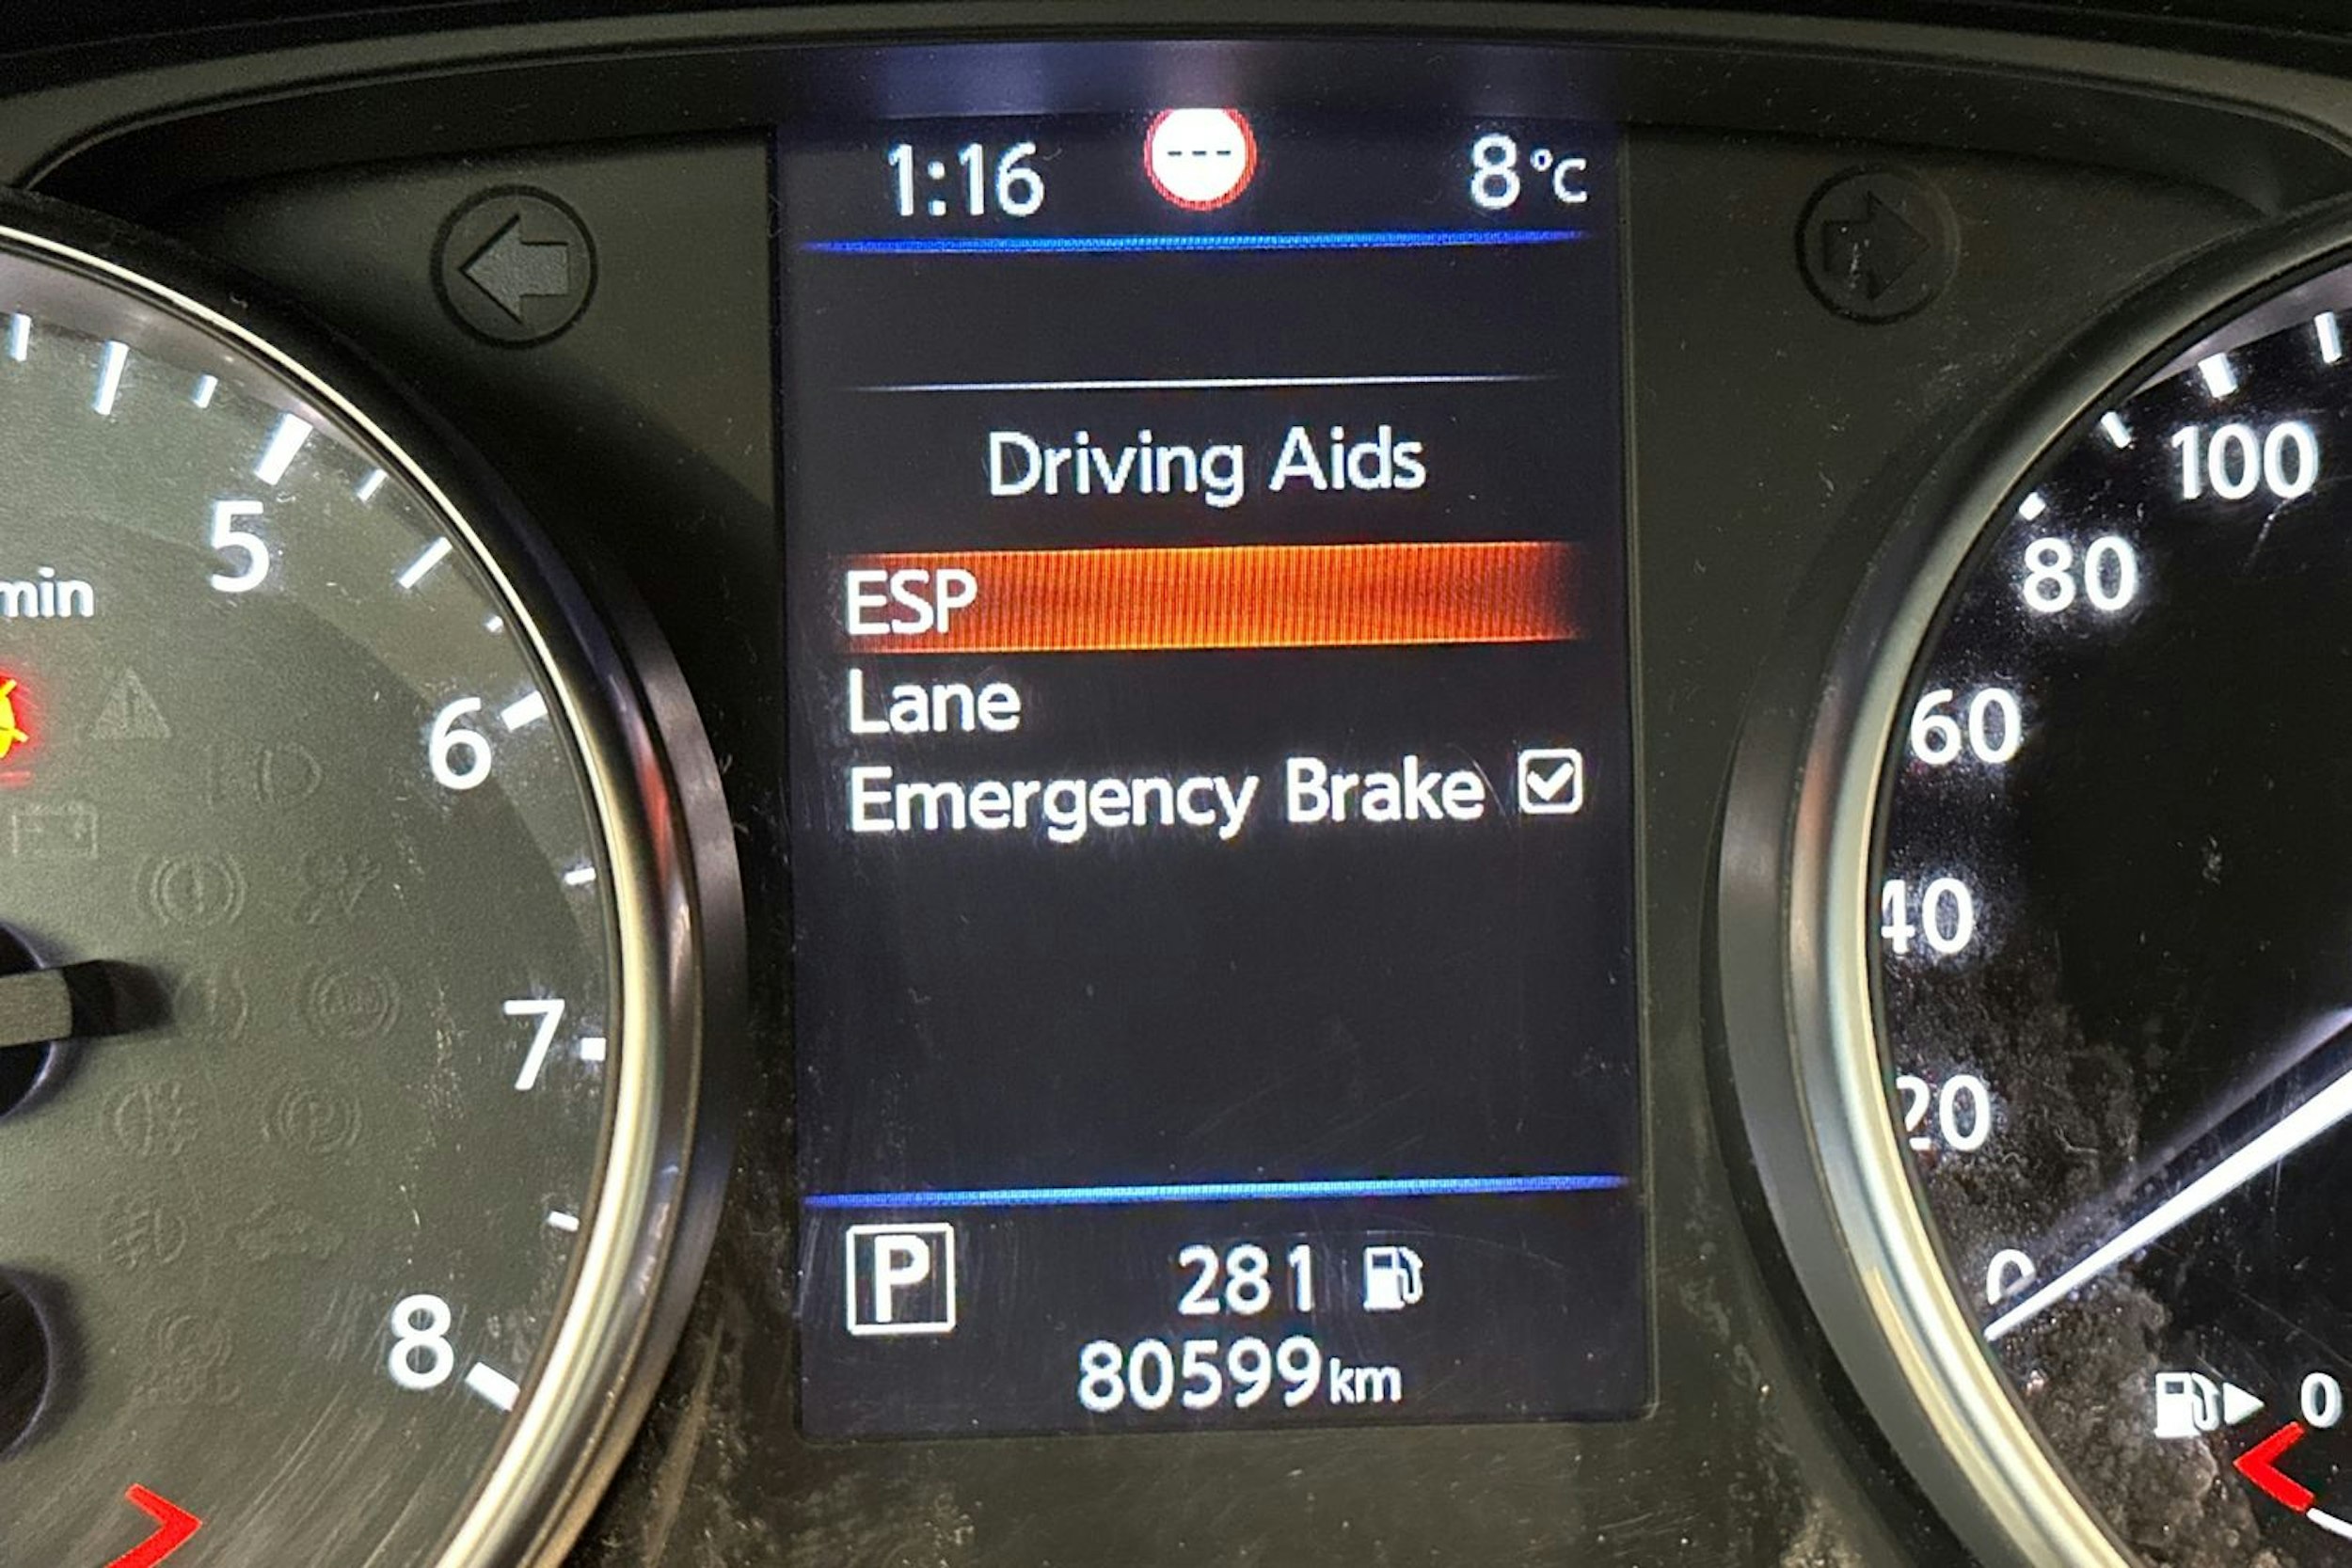 1:16 --- 8°C
Driving Aids
ESP
Lane
Emergency Brake
P 281
80599km
min
5
6
7
8
100
80
60
40
20
0
0